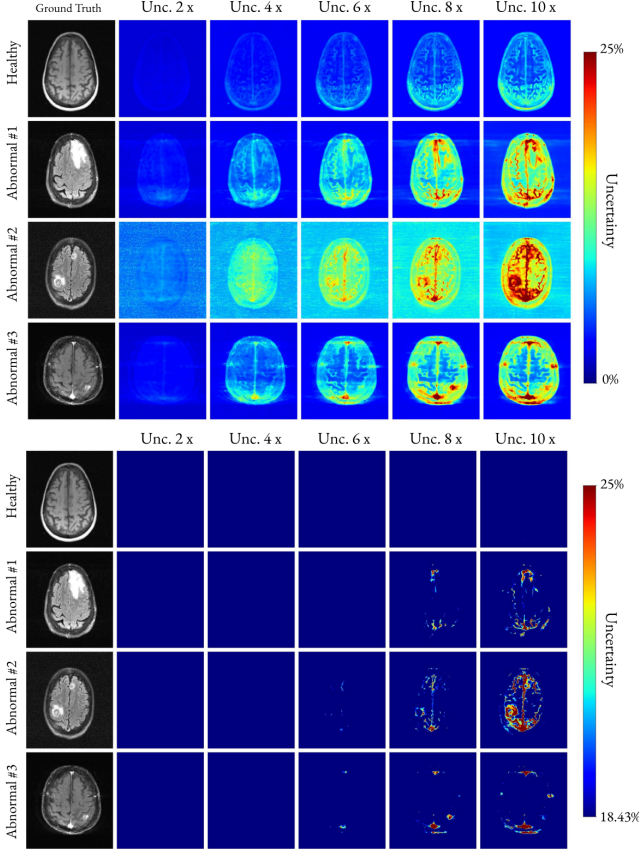 Ground Truth Unc. 2 x Unc. 4 x Unc. 6 x Unc. 8 x Unc. 10 x
Healthy
Abnormal #1
Abnormal #2
Abnormal #3
25%
Uncertainty
0%
Unc. 2 x Unc. 4 x Unc. 6 x Unc. 8 x Unc. 10 x
Healthy
Abnormal #1
Abnormal #2
Abnormal #3
25%
Uncertainty
18.43%